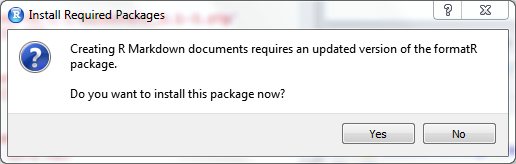 Install Required Packages
Creating R Markdown documents requires an updated version of the formatR
package.
Do you want to install this package now?
Yes No